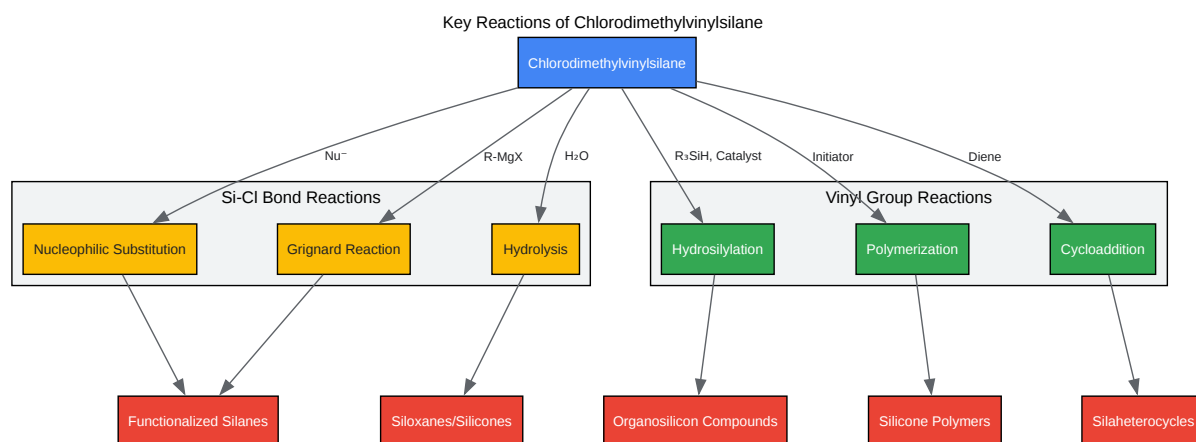 Key Reactions of Chlorodimethylvinylsilane
Chlorodimethylvinylsilane
Nu⁻
R-MgX
H₂O
R₃SiH, Catalyst
Initiator
Diene
Si-Cl Bond Reactions
Vinyl Group Reactions
Nucleophilic Substitution
Grignard Reaction
Hydrolysis
Hydrosilylation
Polymerization
Cycloaddition
Functionalized Silanes
Siloxanes/Silicones
Organosilicon Compounds
Silicone Polymers
Silaheterocycles